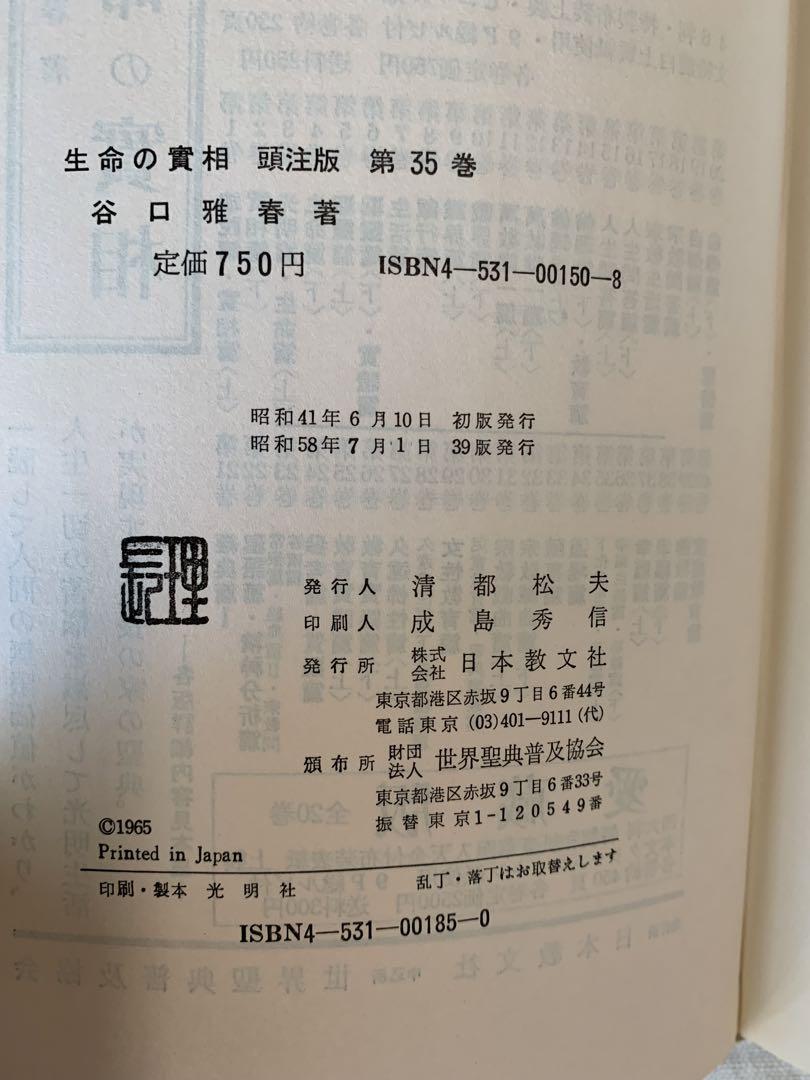 生命の實相 頭注版 第35巻
谷口雅春著
定価750円 ISBN4—531—00150—8
昭和41年6月10日 初版発行
昭和58年7月1日 39版発行
発行人 清都松夫
印刷人 成島秀信
発行所 株式会社 日本教文社
東京都港区赤坂9丁目6番44号
電話東京 (03)401—9111(代)
頒布所 財団法人 世界聖典普及協会
東京都港区赤坂9丁目6番33号
振替東京1-120549番
©1965
Printed in Japan
印刷・製本 光明社 乱丁・落丁はお取替えします
ISBN4—531—00185—0